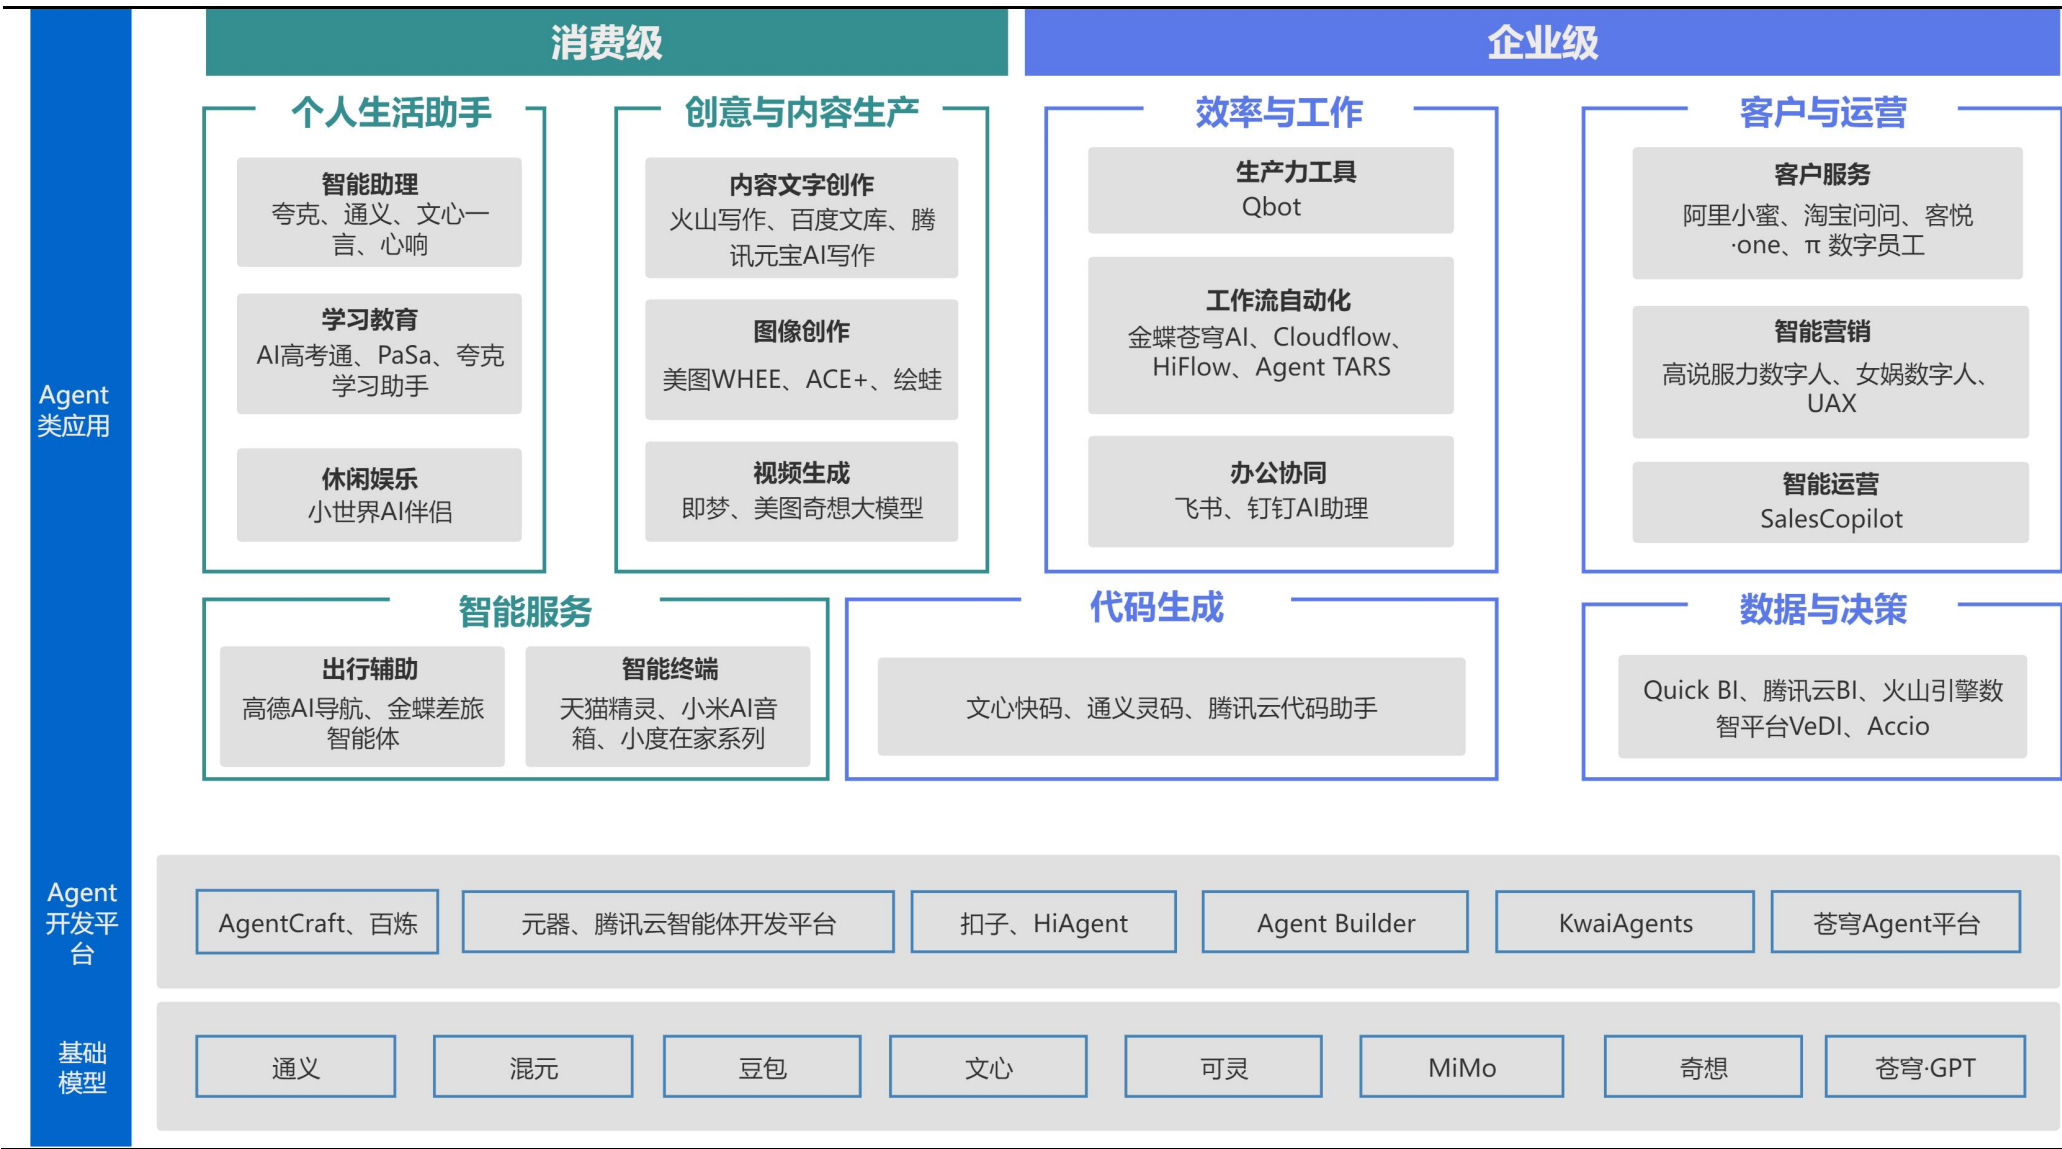 消费级
企业级
Agent
类应用
个人生活助手
智能助理
夸克、通义、文心一
言、心响
学习教育
AI高考通、PaSa、夸克
学习助手
休闲娱乐
小世界AI伴侣
创意与内容生产
内容文字创作
火山写作、百度文库、腾
讯元宝AI写作
图像创作
美图WHEE、ACE+、绘蛙
视频生成
即梦、美图奇想大模型
效率与工作
生产力工具
Qbot
工作流自动化
金蝶苍穹AI、Cloudflow、
HiFlow、Agent TARS
办公协同
飞书、钉钉AI助理
客户与运营
客户服务
阿里小蜜、淘宝问问、客悦
·one、π 数字员工
智能营销
高说服力数字人、女娲数字人、
UAX
智能运营
SalesCopilot
智能服务
出行辅助
高德AI导航、金蝶差旅
智能体
智能终端
天猫精灵、小米AI音
箱、小度在家系列
代码生成
文心快码、通义灵码、腾讯云代码助手
数据与决策
Quick BI、腾讯云BI、火山引擎数
智平台VeDI、Accio
Agent
开发平
台
AgentCraft、百炼
元器、腾讯云智能体开发平台
扣子、HiAgent
Agent Builder
KwaiAgents
苍穹Agent平台
基础
模型
通义
混元
豆包
文心
可灵
MiMo
奇想
苍穹·GPT